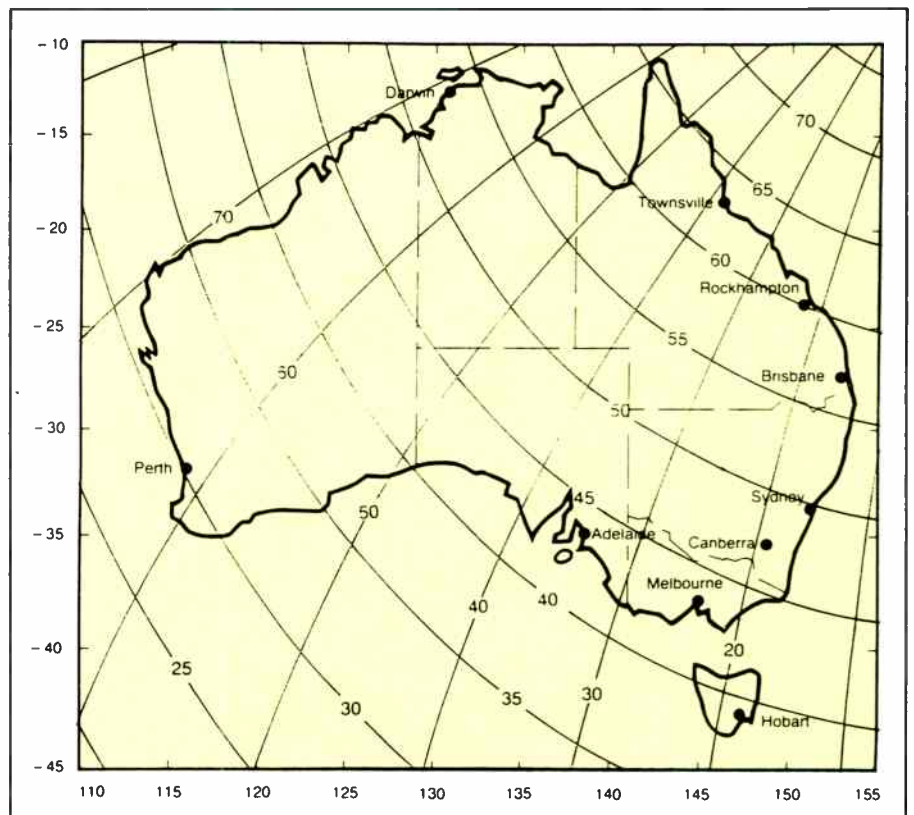 -10
Darwin
-15
70
Townsville
65
70
-20
60
Rockhampton
-25
55
60
50
Brisbane
-30
Perth
45
Sydney
50
-35
Adelaide
Canberra
Melbourne
40
40
-40
20
25
35
30
30
Hobart
-45
110 115 120 125 130 135 140 145 150 155